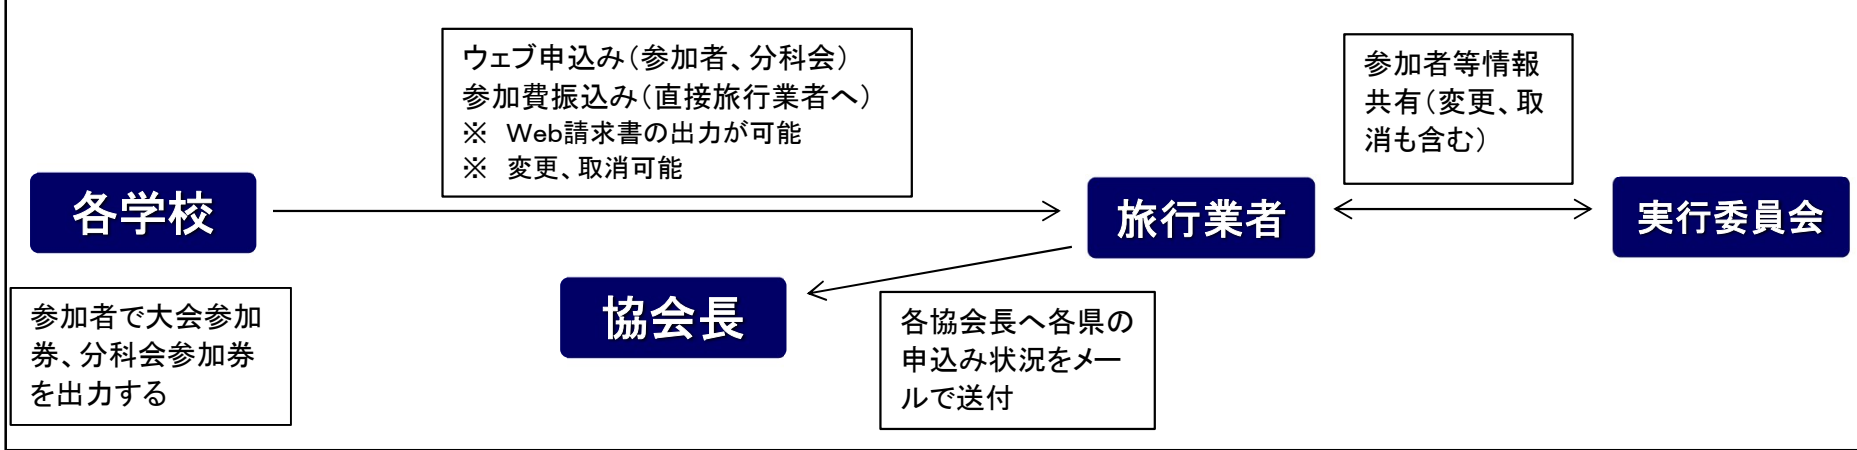 ウェブ申込み（参加者、分科会）
参加費振込み（直接旅行業者へ）
※　Web請求書の出力が可能
※　変更、取消可能
参加者等情報
共有（変更、取
消も含む）
各学校
旅行業者
実行委員会
協会長
参加者で大会参加
券、分科会参加券
を出力する
各協会長へ各県の
申込み状況をメー
ルで送付